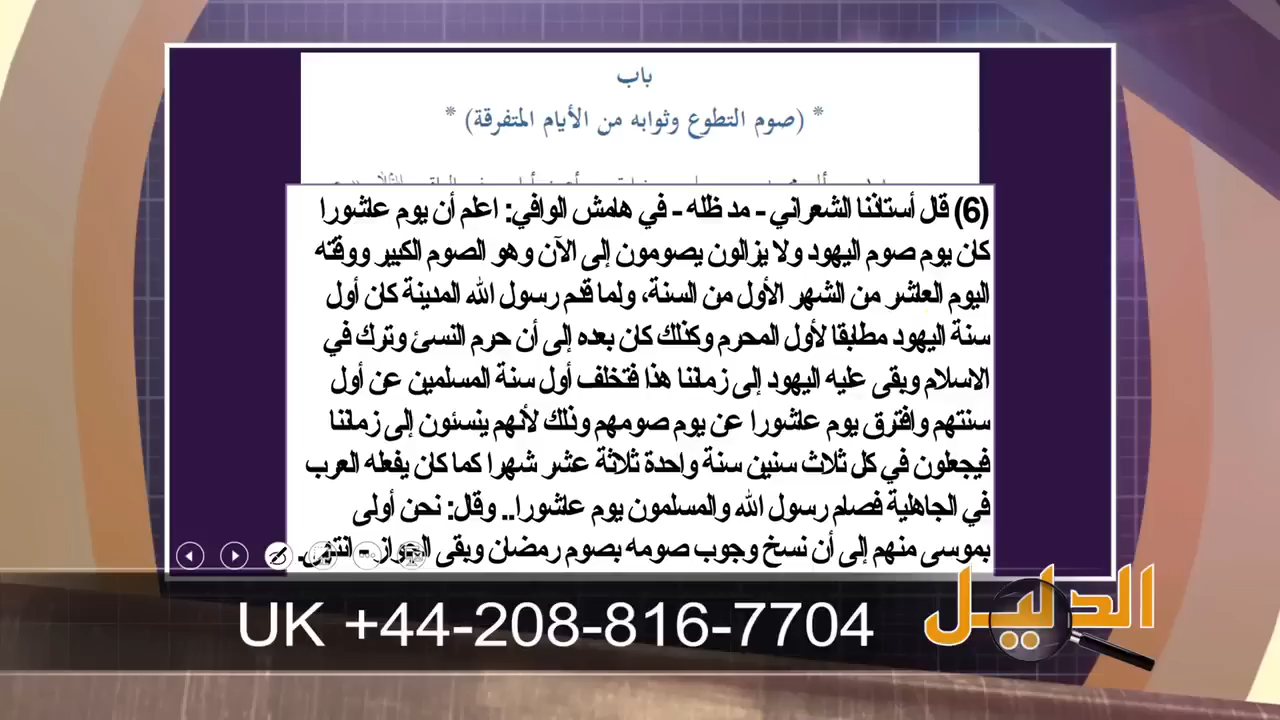 باب
* (صوم التطوع وثوابه من الأيام المتفرقة) *
(6) قال أستاذنا الشعراني - مد ظله - في هامش الوافي: اعلم أن يوم عاشورا
كان يوم صوم اليهود ولا يزالون يصومون إلى الآن وهو الصوم الكبير ووقته
اليوم العاشر من الشهر الأول من السنة، ولما قدم رسول الله المدينة كان أول
سنة اليهود مطابقا لأول المحرم وكذلك كان بعده إلى أن حرم النسئ وترك في
الاسلام وبقى عليه اليهود إلى زماننا هذا فتخلف أول سنة المسلمين عن أول
سنتهم وافترق يوم عاشورا عن يوم صومهم وذلك لأنهم ينسئون إلى زماننا
فيجعلون في كل ثلاث سنين سنة واحدة ثلاثة عشر شهرا كما كان يفعله العرب
في الجاهلية فصام رسول الله والمسلمون يوم عاشورا.. وقال: نحن أولى
بموسى منهم إلى أن نسخ وجوب صومه بصوم رمضان وبقى الجواز - انتهى.
UK +44-208-816-7704
الدليل